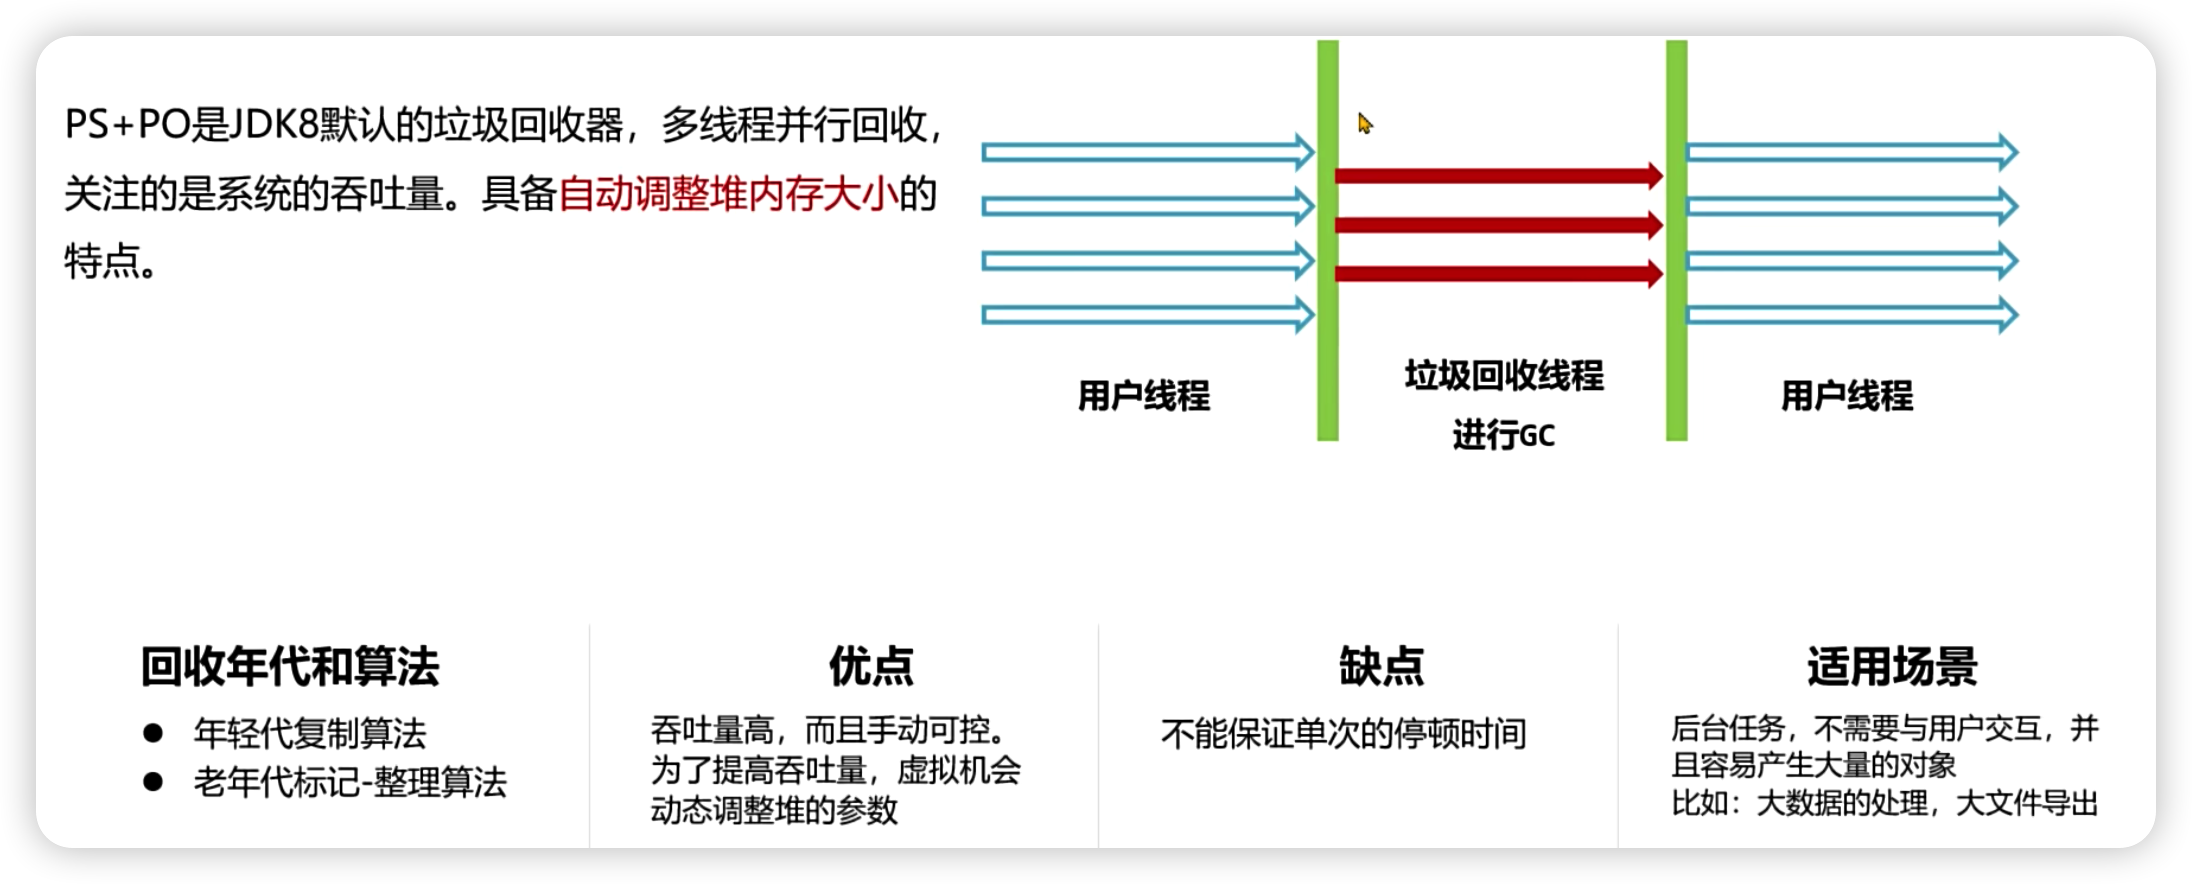 PS+PO是JDK8默认的垃圾回收器，多线程并行回收，
关注的是系统的吞吐量。具备自动调整堆内存大小的
特点。
用户线程
垃圾回收线程
进行GC
用户线程
回收年代和算法
● 年轻代复制算法
● 老年代标记-整理算法
优点
吞吐量高，而且手动可控。
为了提高吞吐量，虚拟机会
动态调整堆的参数
缺点
不能保证单次的停顿时间
适用场景
后台任务，不需要与用户交互，并
且容易产生大量的对象
比如：大数据的处理，大文件导出